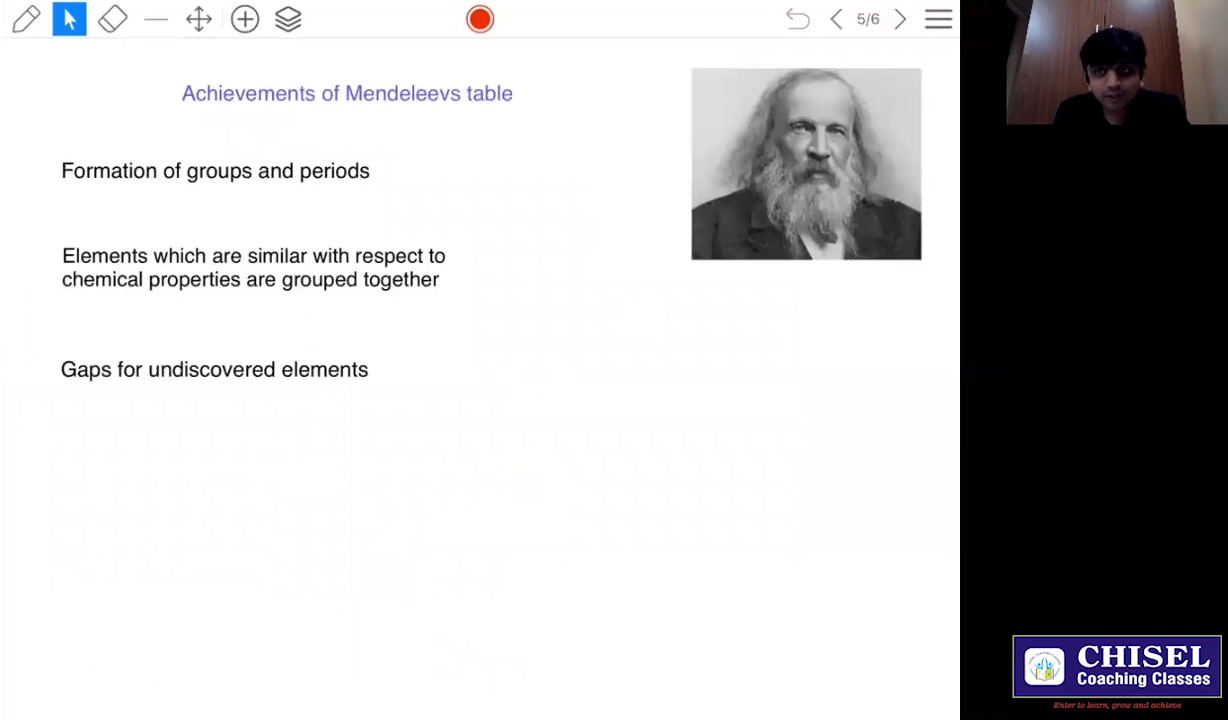 5/6
Achievements of Mendeleevs table
Formation of groups and periods
Elements which are similar with respect to
chemical properties are grouped together
Gaps for undiscovered elements
CHISEL
Coaching Classes
Enter to learn, grow and achieve